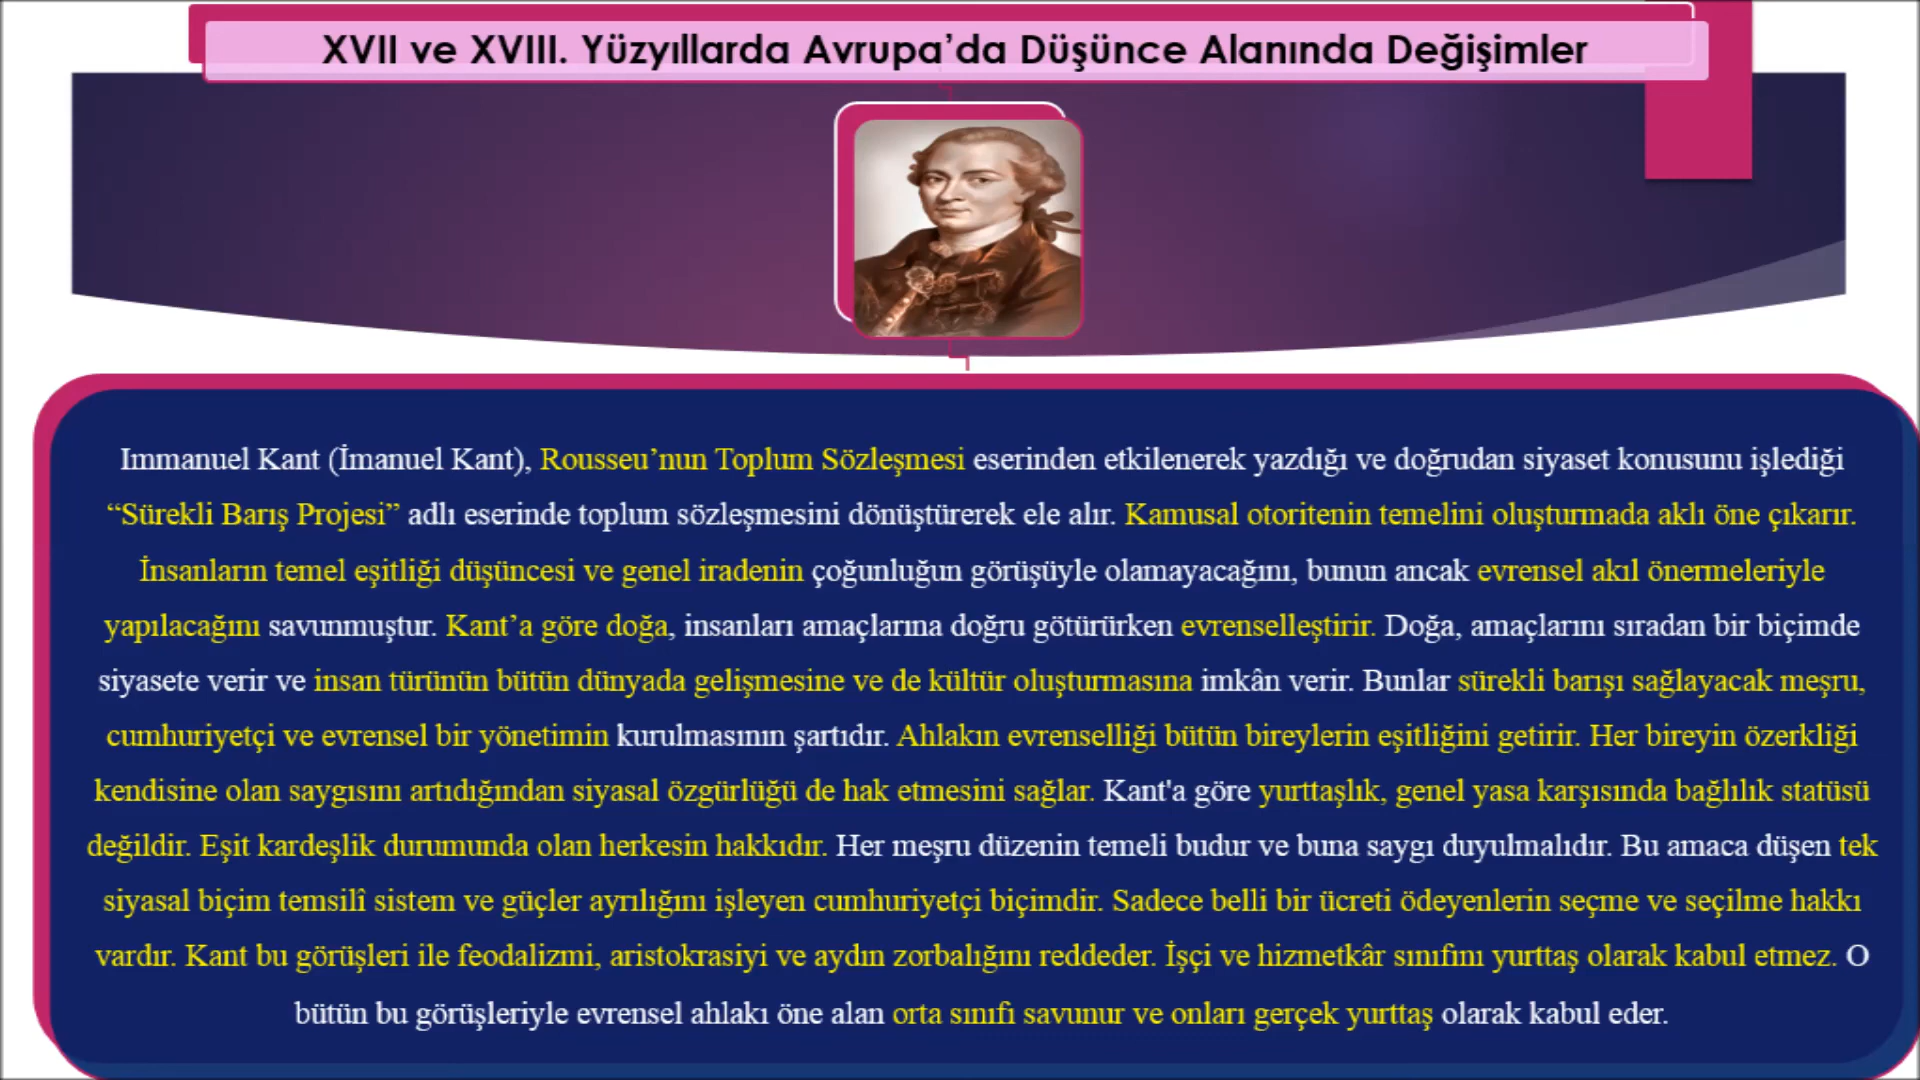 XVII ve XVIII. Yüzyıllarda Avrupa’da Düşünce Alanında Değişimler
Immanuel Kant (İmanuel Kant), Rousseu’nun Toplum Sözleşmesi eserinden etkilenerek yazdığı ve doğrudan siyaset konusunu işlediği
“Sürekli Barış Projesi” adlı eserinde toplum sözleşmesini dönüştürerek ele alır. Kamusal otoritenin temelini oluşturmada aklı öne çıkarır.
İnsanların temel eşitliği düşüncesi ve genel iradenin çoğunluğun görüşüyle olamayacağını, bunun ancak evrensel akıl önermeleriyle
yapılacağını savunmuştur. Kant’a göre doğa, insanları amaçlarına doğru götürürken evrenselleştirir. Doğa, amaçlarını sıradan bir biçimde
siyasete verir ve insan türünün bütün dünyada gelişmesine ve de kültür oluşturmasına imkân verir. Bunlar sürekli barışı sağlayacak meşru,
cumhuriyetçi ve evrensel bir yönetimin kurulmasının şartıdır. Ahlakın evrenselliği bütün bireylerin eşitliğini getirir. Her bireyin özerkliği
kendisine olan saygısını artıdığından siyasal özgürlüğü de hak etmesini sağlar. Kant'a göre yurttaşlık, genel yasa karşısında bağlılık statüsü
değildir. Eşit kardeşlik durumunda olan herkesin hakkıdır. Her meşru düzenin temeli budur ve buna saygı duyulmalıdır. Bu amaca düşen tek
siyasal biçim temsilî sistem ve güçler ayrılığını işleyen cumhuriyetçi biçimdir. Sadece belli bir ücreti ödeyenlerin seçme ve seçilme hakkı
vardır. Kant bu görüşleri ile feodalizmi, aristokrasiyi ve aydın zorbalığını reddeder. İşçi ve hizmetkâr sınıfını yurttaş olarak kabul etmez. O
bütün bu görüşleriyle evrensel ahlakı öne alan orta sınıfı savunur ve onları gerçek yurttaş olarak kabul eder.